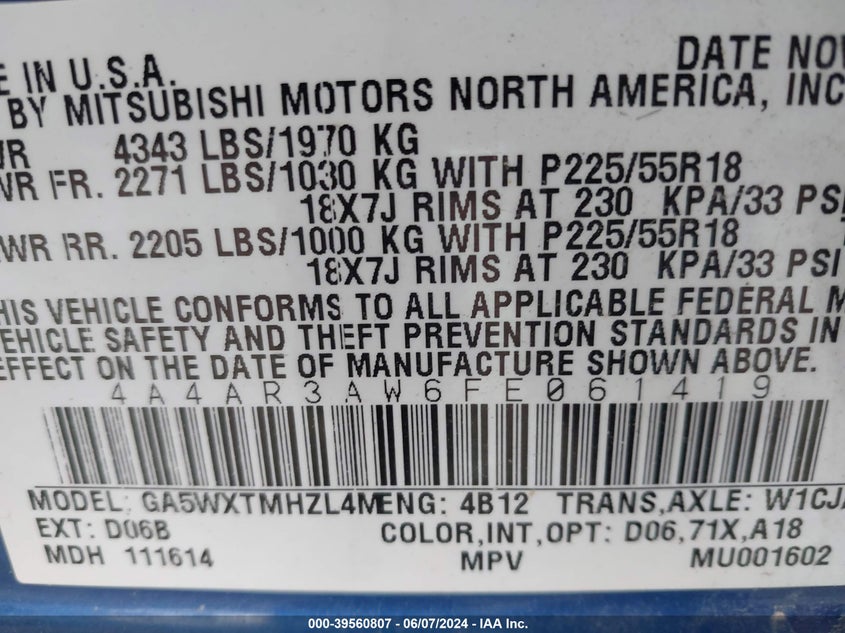 E IN U.S.A. DATE NOV
BY MITSUBISHI MOTORS NORTH AMERICA, INC
WR 4343 LBS/1970 KG
WR FR. 2271 LBS/1030 KG WITH P225/55R18
18X7J RIMS AT 230 KPA/33 PSI
WR RR. 2205 LBS/1000 KG WITH P225/55R18
18X7J RIMS AT 230 KPA/33 PSI
HIS VEHICLE CONFORMS TO ALL APPLICABLE FEDERAL M
EHICLE SAFETY AND THEFT PREVENTION STANDARDS IN
EFFECT ON THE DATE OF MANUFACTURE SHOWN ABOVE.
4A4AR3AW6FE061419
MODEL: GA5WXTMHZL4M ENG: 4B12 TRANS,AXLE: W1CJ
EXT: D06B COLOR,INT,OPT: D06,71X,A18
MDH 111614 MPV MU001602
000-39560807 - 06/07/2024 - IAA Inc.